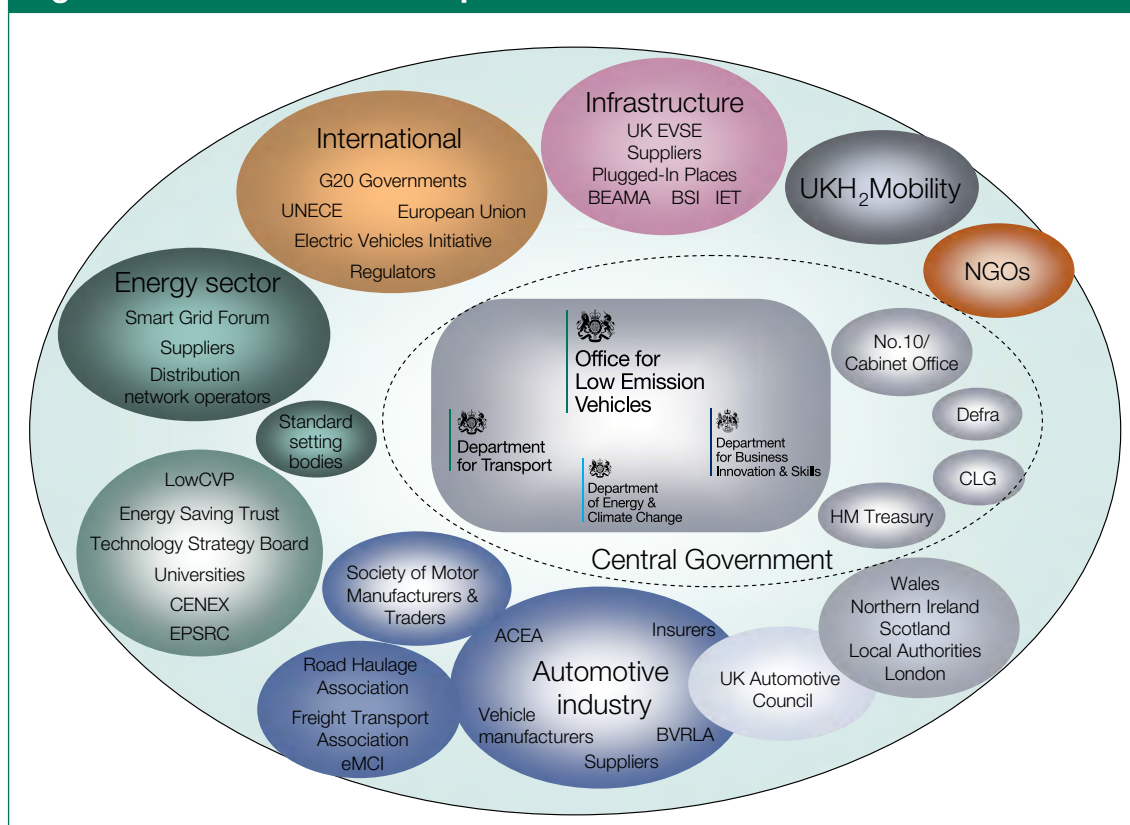 International
G20 Governments
UNECE
European Union
Electric Vehicles Initiative
Regulators
Infrastructure
UK EVSE
Suppliers
Plugged-In Places
BEAMA BSI IET
UKH₂Mobility
NGOs
Energy sector
Smart Grid Forum
Suppliers
Distribution
network operators
Standard
setting
bodies
Office for
Low Emission
Vehicles
Department
for Transport
Department
of Energy &
Climate Change
Department
for Business
Innovation & Skills
No.10/
Cabinet Office
Defra
CLG
HM Treasury
Central Government
LowCVP
Energy Saving Trust
Technology Strategy Board
Universities
CENEX
EPSRC
Society of Motor
Manufacturers &
Traders
Road Haulage
Association
Freight Transport
Association
eMCI
ACEA
Insurers
Automotive
industry
Vehicle
manufacturers
BVRLA
Suppliers
UK Automotive
Council
Wales
Northern Ireland
Scotland
Local Authorities
London